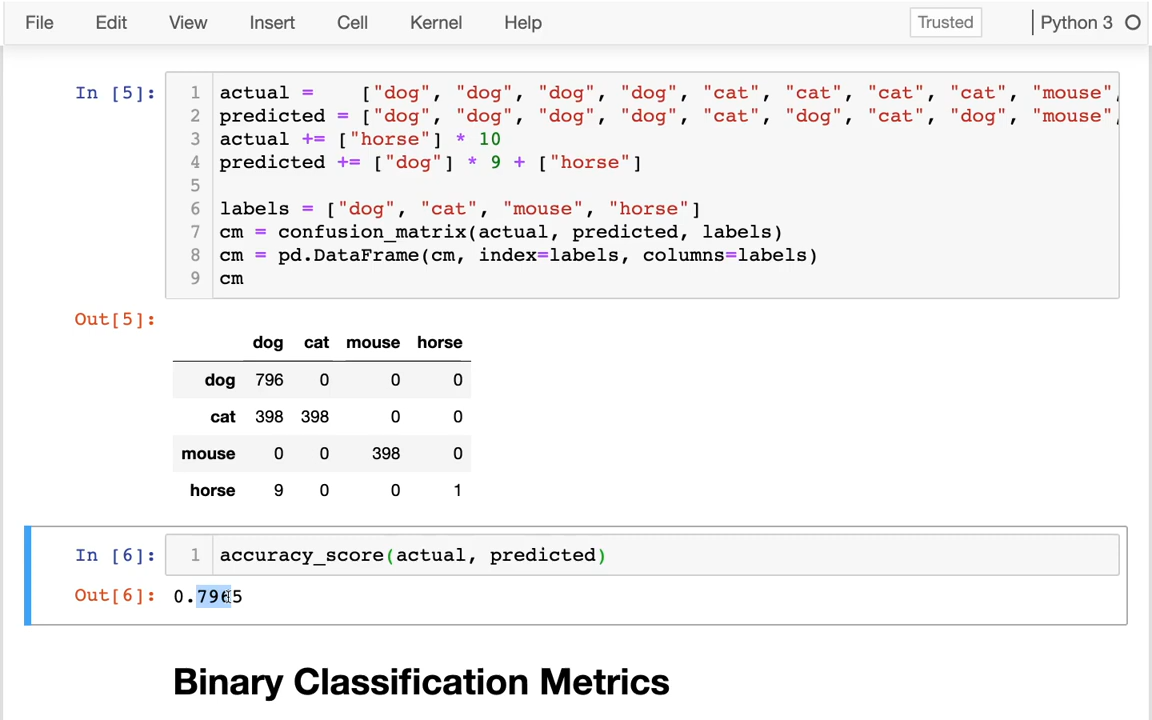 File Edit View Insert Cell Kernel Help Trusted Python 3
In [5]:
1 actual =    ["dog", "dog", "dog", "dog", "cat", "cat", "cat", "cat", "mouse",
2 predicted = ["dog", "dog", "dog", "dog", "cat", "dog", "cat", "dog", "mouse",
3 actual += ["horse"] * 10
4 predicted += ["dog"] * 9 + ["horse"]
5
6 labels = ["dog", "cat", "mouse", "horse"]
7 cm = confusion_matrix(actual, predicted, labels)
8 cm = pd.DataFrame(cm, index=labels, columns=labels)
9 cm
Out[5]:
dog cat mouse horse
dog 796 0 0 0
cat 398 398 0 0
mouse 0 0 398 0
horse 9 0 0 1
In [6]: 1 accuracy_score(actual, predicted)
Out[6]: 0.7965
Binary Classification Metrics